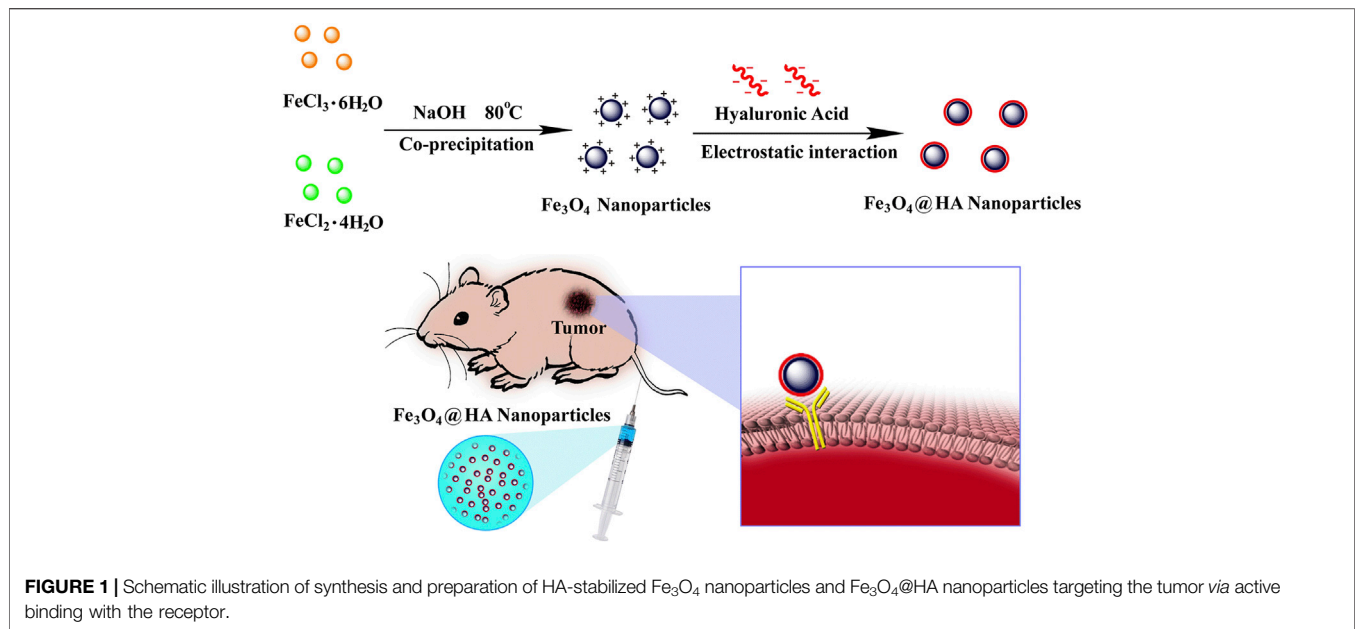 FeCl₃·6H₂O
NaOH 80°C
Co-precipitation
FeCl₂·4H₂O
Fe₃O₄ Nanoparticles
Hyaluronic Acid
Electrostatic interaction
Fe₃O₄@HA Nanoparticles
Tumor
Fe₃O₄@HA Nanoparticles
FIGURE 1 | Schematic illustration of synthesis and preparation of HA-stabilized Fe₃O₄ nanoparticles and Fe₃O₄@HA nanoparticles targeting the tumor via active
binding with the receptor.